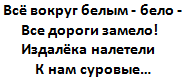 Всё вокруг белым - бело -
Все дороги замело!
Издалёка налетели
К нам суровые...